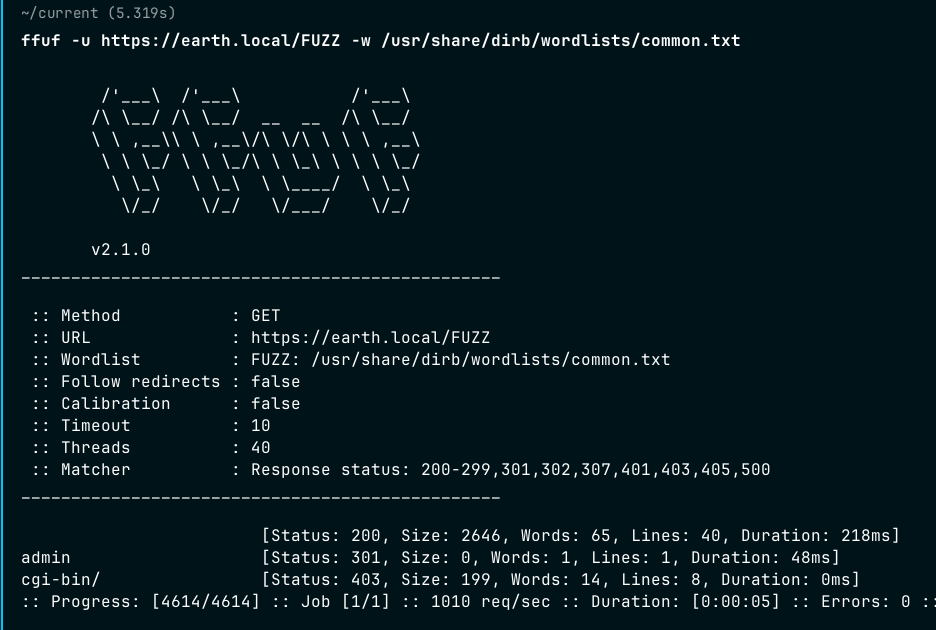 ~/current (5.319s)
ffuf -u https://earth.local/FUZZ -w /usr/share/dirb/wordlists/common.txt

        /'___\  /'___\           /'___\
       /\ \__/ /\ \__/  __  __  /\ \__/
       \ \ ,__\\ \ ,__\/\ \/\ \ \ \ ,__\
        \ \ \_/ \ \ \_/\ \ \_\ \ \ \ \_/
         \ \_\   \ \_\  \ \____/  \ \_\
          \/_/    \/_/   \/___/    \/_/

       v2.1.0
________________________________________________

 :: Method           : GET
 :: URL              : https://earth.local/FUZZ
 :: Wordlist         : FUZZ: /usr/share/dirb/wordlists/common.txt
 :: Follow redirects : false
 :: Calibration      : false
 :: Timeout          : 10
 :: Threads          : 40
 :: Matcher          : Response status: 200-299,301,302,307,401,403,405,500
________________________________________________

                        [Status: 200, Size: 2646, Words: 65, Lines: 40, Duration: 218ms]
admin                   [Status: 301, Size: 0, Words: 1, Lines: 1, Duration: 48ms]
cgi-bin/                [Status: 403, Size: 199, Words: 14, Lines: 8, Duration: 0ms]
:: Progress: [4614/4614] :: Job [1/1] :: 1010 req/sec :: Duration: [0:00:05] :: Errors: 0 ::